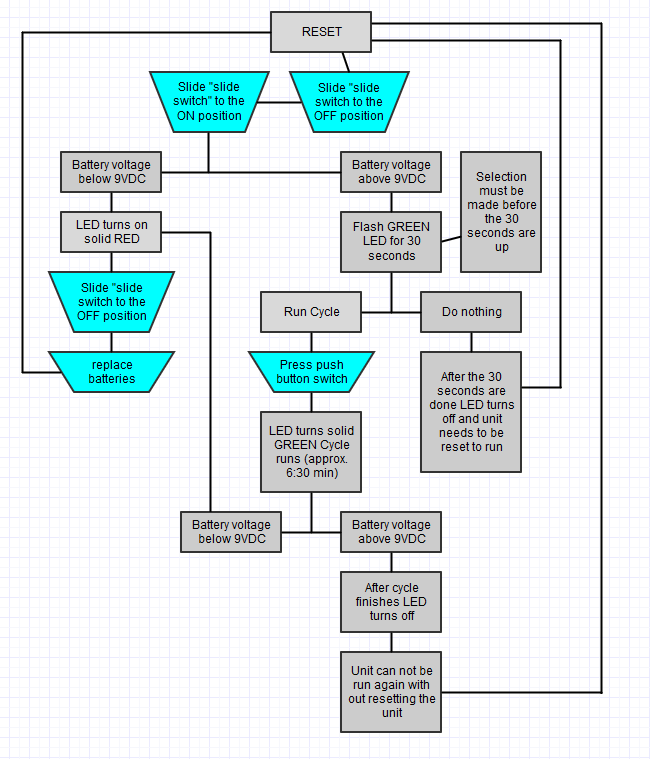 RESET
Slide "slide
switch" to the
ON position
Slide "slide
switch to the
OFF position
Battery voltage
below 9VDC
Battery voltage
above 9VDC
Selection
must be
made before
the 30
seconds are
up
LED turns on
solid RED
Flash GREEN
LED for 30
seconds
Slide "slide
switch to the
OFF position
Run Cycle
Do nothing
replace
batteries
Press push
button switch
After the 30
seconds are
done LED turns
off and unit
needs to be
reset to run
LED turns solid
GREEN Cycle
runs (approx.
6:30 min)
Battery voltage
below 9VDC
Battery voltage
above 9VDC
After cycle
finishes LED
turns off
Unit can not be
run again with
out resetting the
unit